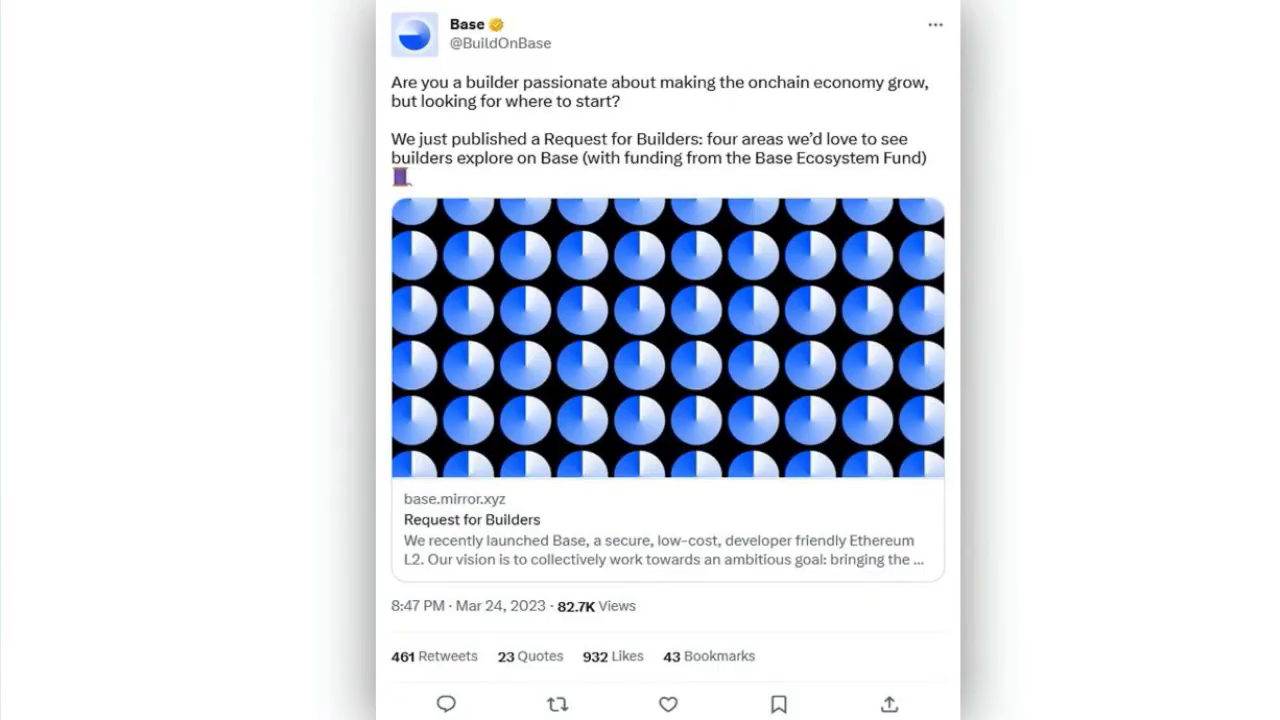 Base
@BuildOnBase
Are you a builder passionate about making the onchain economy grow,
but looking for where to start?
We just published a Request for Builders: four areas we’d love to see
builders explore on Base (with funding from the Base Ecosystem Fund)
base.mirror.xyz
Request for Builders
We recently launched Base, a secure, low-cost, developer friendly Ethereum
L2. Our vision is to collectively work towards an ambitious goal: bringing the ...
8:47 PM · Mar 24, 2023 · 82.7K Views
461 Retweets 23 Quotes 932 Likes 43 Bookmarks